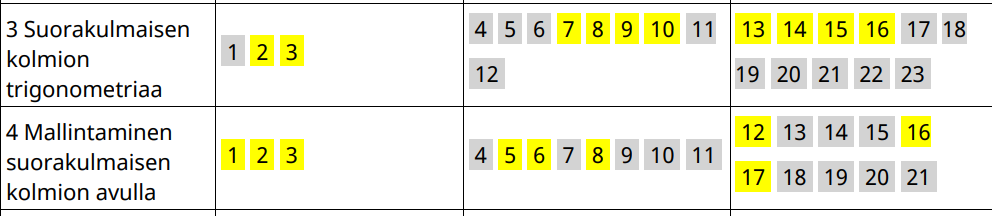 3 Suorakulmaisen
kolmion
trigonometriaa
1 2 3
4 5 6 7 8 9 10 11
12
13 14 15 16 17 18
19 20 21 22 23
4 Mallintaminen
suorakulmaisen
kolmion avulla
1 2 3
4 5 6 7 8 9 10 11
12 13 14 15 16
17 18 19 20 21